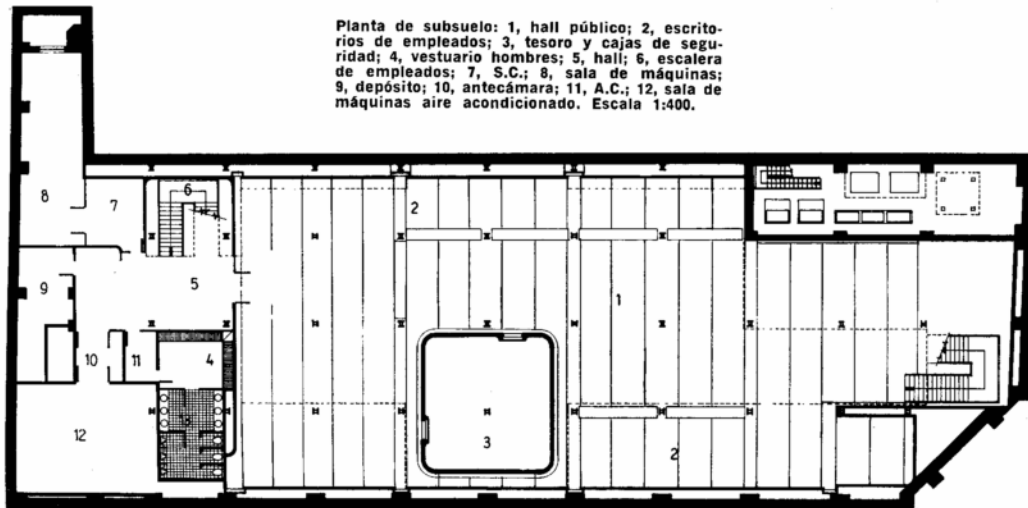 Planta de subsuelo: 1, hall público; 2, escrito-
rios de empleados; 3, tesoro y cajas de segu-
ridad; 4, vestuario hombres; 5, hall; 6, escalera
de empleados; 7, S.C.; 8, sala de máquinas;
9, depósito; 10, antecámara; 11, A.C.; 12, sala de
máquinas aire acondicionado. Escala 1:400.
6
2
8
7
5
9
1
10
11
4
12
13
3
2